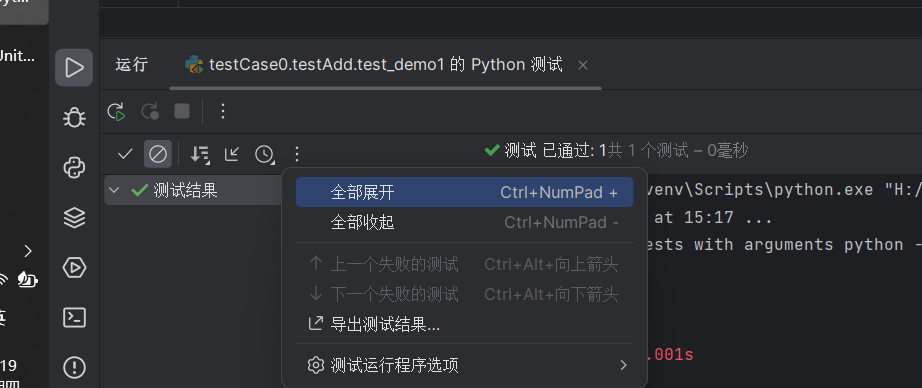 Unit...
运行
testCase0.testAdd.test_demo1 的 Python 测试
测试 已通过: 1共 1 个测试 – 0毫秒
测试结果
全部展开 Ctrl+NumPad +
全部收起 Ctrl+NumPad -
上一个失败的测试 Ctrl+Alt+向上箭头
下一个失败的测试 Ctrl+Alt+向下箭头
导出测试结果...
测试运行程序选项
venv\Scripts\python.exe "H:/
at 15:17 ...
ests with arguments python -
.001s
英
19